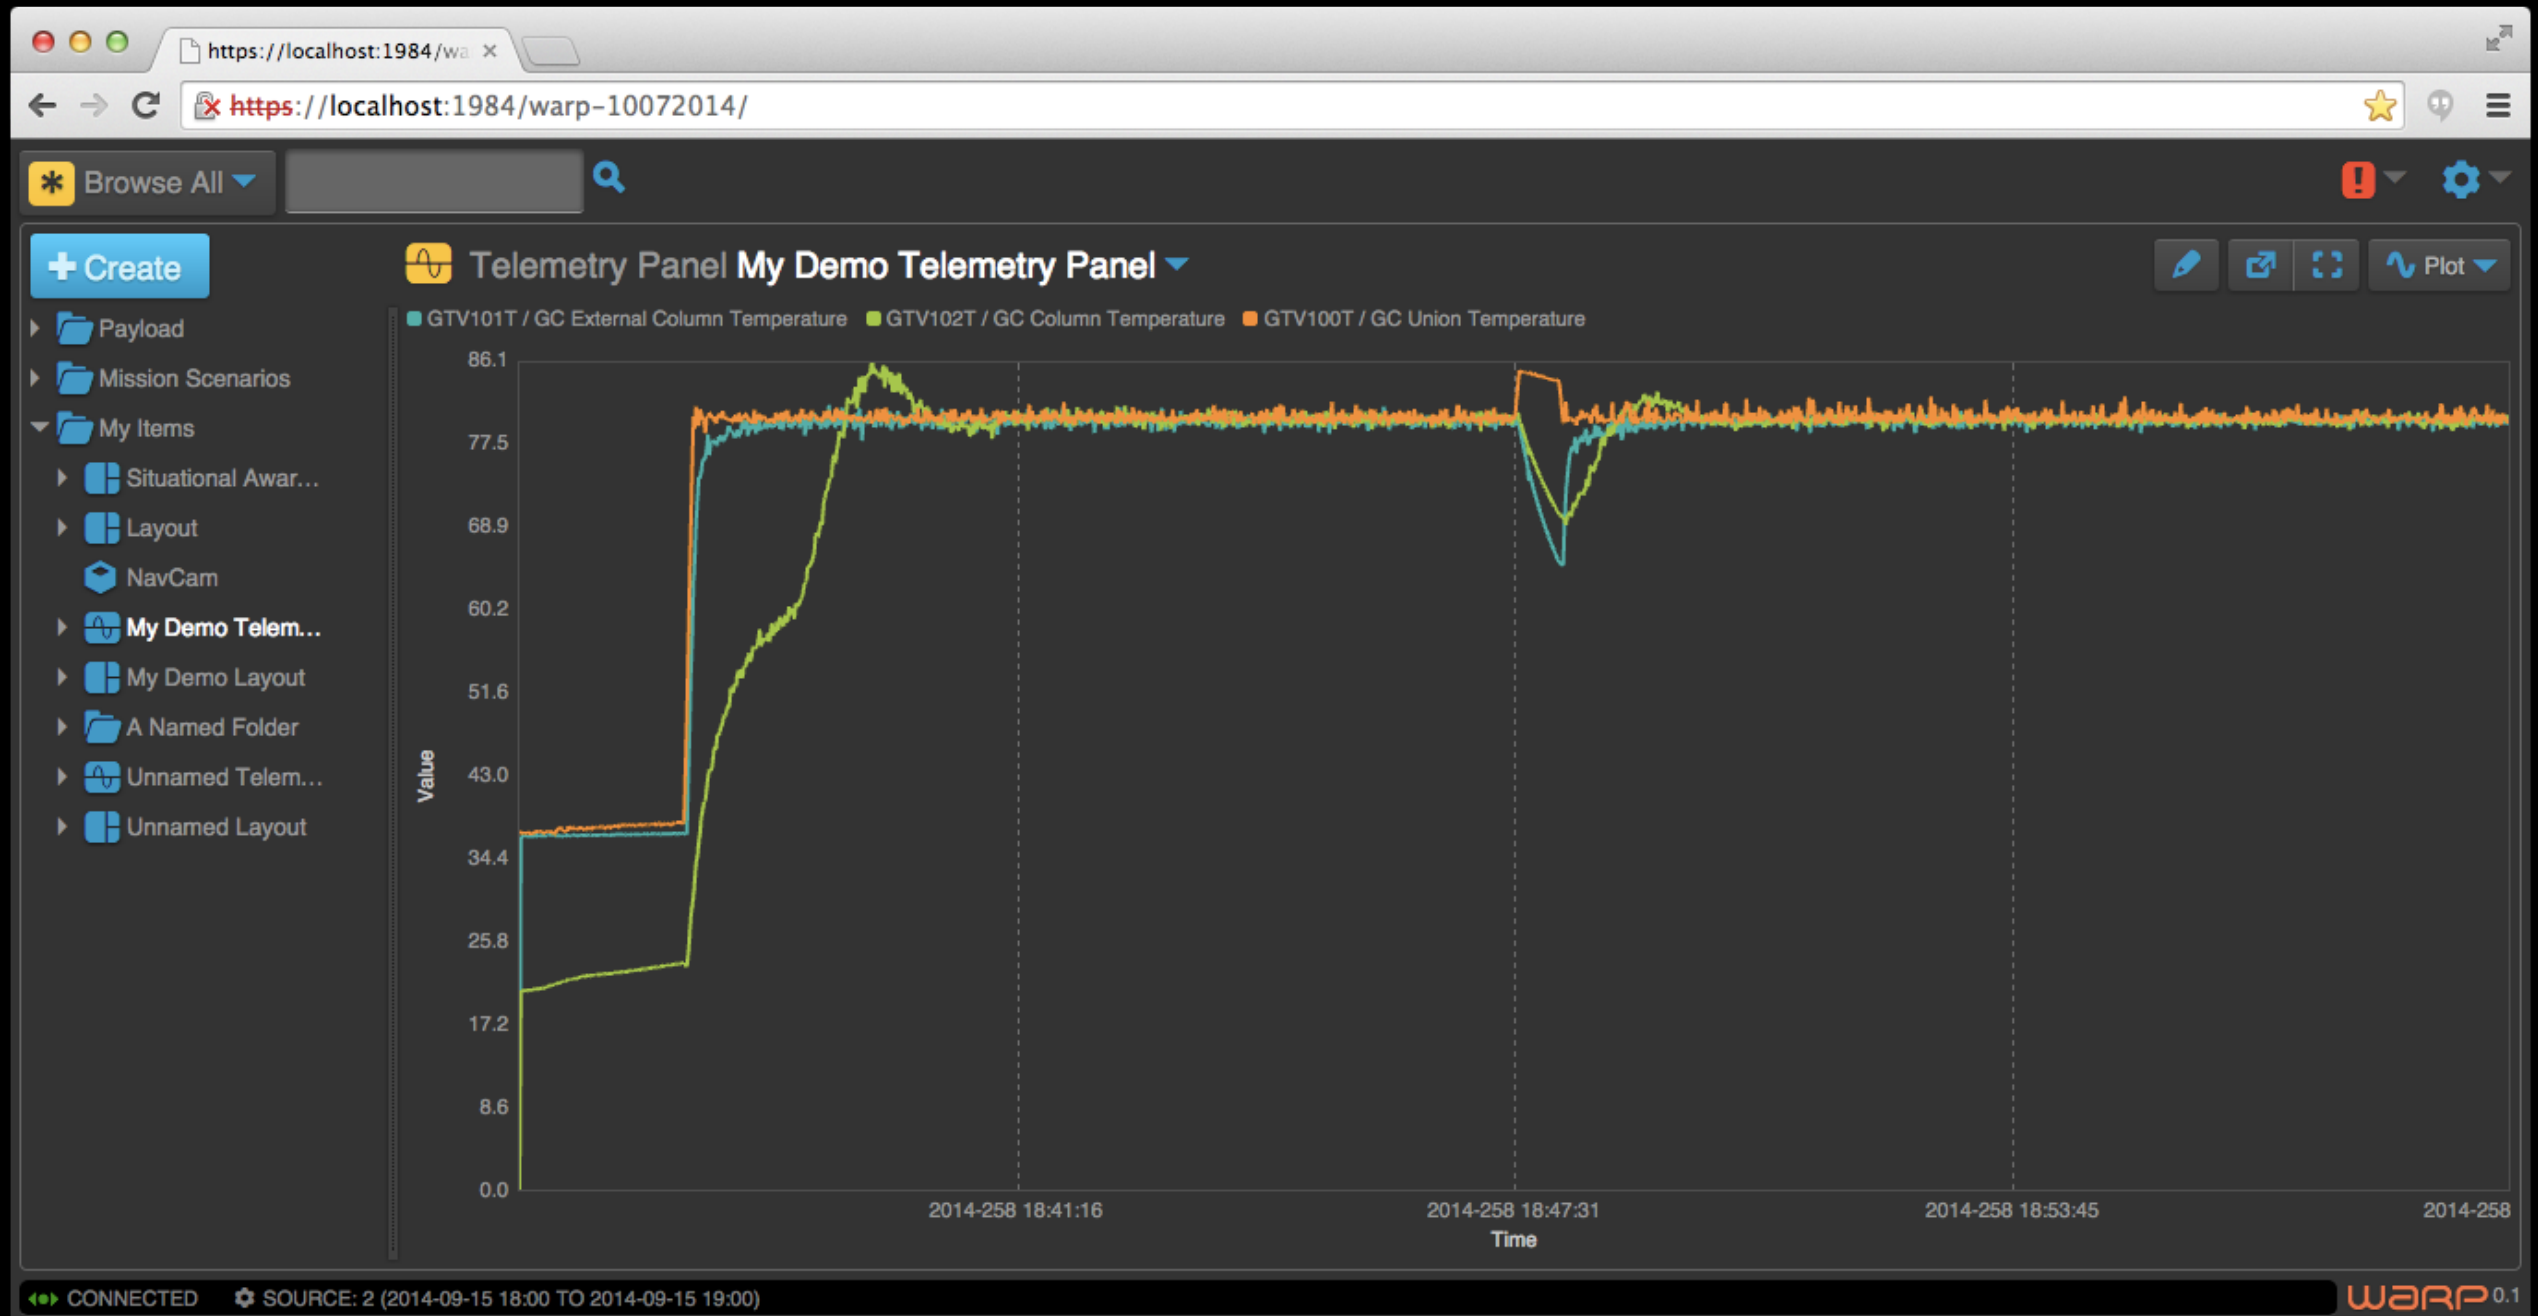 https://localhost:1984/wa
https://localhost:1984/warp-10072014/
Browse All
Create
Telemetry Panel My Demo Telemetry Panel
Plot
Payload
Mission Scenarios
My Items
Situational Awar...
Layout
NavCam
My Demo Telem...
My Demo Layout
A Named Folder
Unnamed Telem...
Unnamed Layout
GTV101T / GC External Column Temperature GTV102T / GC Column Temperature GTV100T / GC Union Temperature
86.1
77.5
68.9
60.2
51.6
43.0
34.4
25.8
17.2
8.6
0.0
Value
2014-258 18:41:16 2014-258 18:47:31 2014-258 18:53:45 2014-258
Time
CONNECTED SOURCE: 2 (2014-09-15 18:00 TO 2014-09-15 19:00)
WARP 0.1